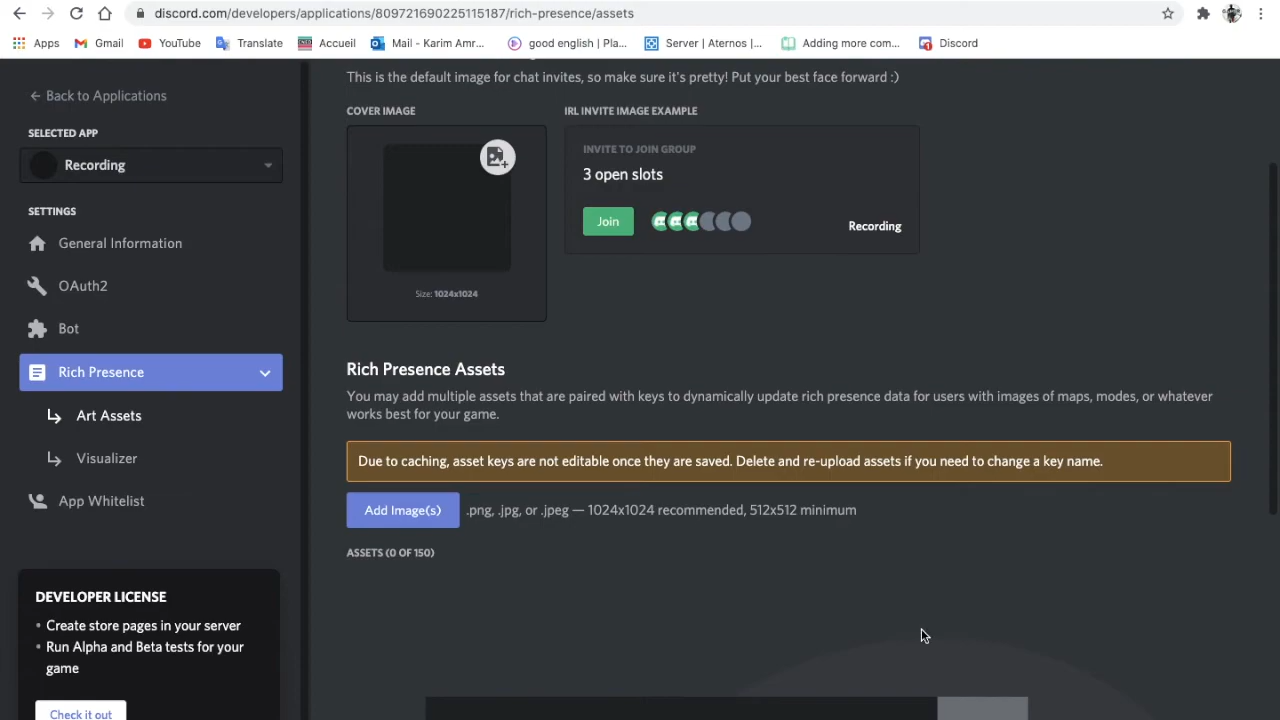 discord.com/developers/applications/809721690225115187/rich-presence/assets
Apps Gmail YouTube Translate Accueil Mail - Karim Amr... good english | Pla... Server | Aternos |... Adding more com... Discord
This is the default image for chat invites, so make sure it's pretty! Put your best face forward :)
← Back to Applications
SELECTED APP
Recording
SETTINGS
General Information
OAuth2
Bot
Rich Presence
Art Assets
Visualizer
App Whitelist
DEVELOPER LICENSE
• Create store pages in your server
• Run Alpha and Beta tests for your
game
Check it out
COVER IMAGE
Size: 1024x1024
IRL INVITE IMAGE EXAMPLE
INVITE TO JOIN GROUP
3 open slots
Join
Recording
Rich Presence Assets
You may add multiple assets that are paired with keys to dynamically update rich presence data for users with images of maps, modes, or whatever
works best for your game.
Due to caching, asset keys are not editable once they are saved. Delete and re-upload assets if you need to change a key name.
Add Image(s) .png, .jpg, or .jpeg — 1024x1024 recommended, 512x512 minimum
ASSETS (0 OF 150)